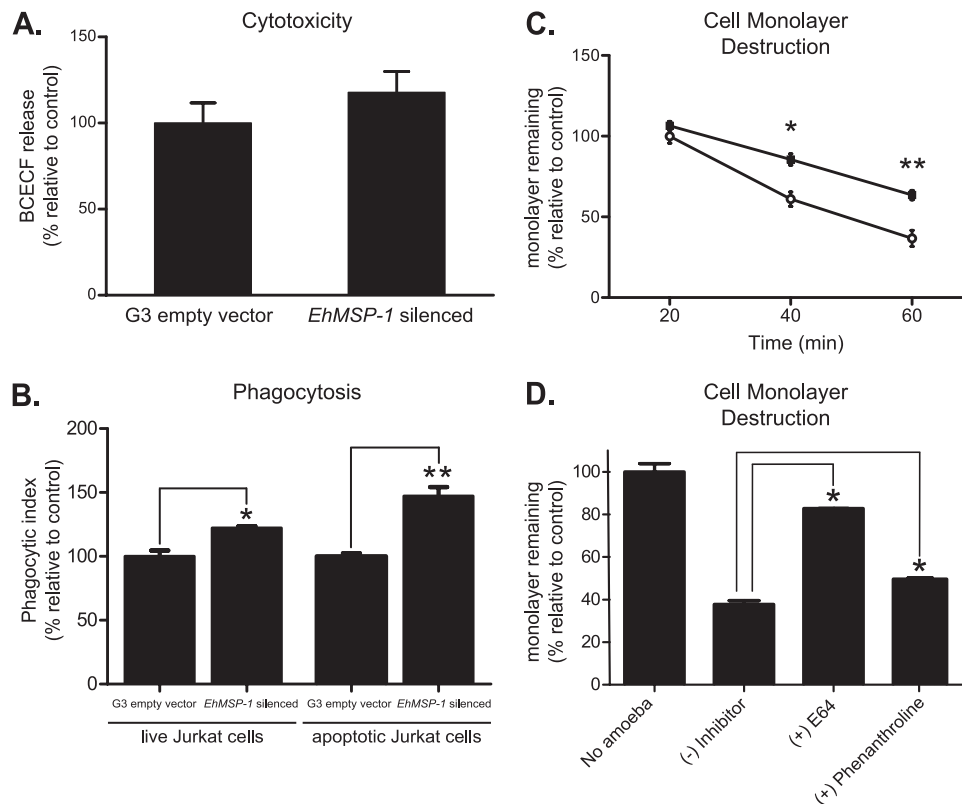 A.
Cytotoxicity
BCECF release
(% relative to control)
150
100
50
0
G3 empty vector
EhMSP-1 silenced
B.
Phagocytosis
Phagocytic index
(% relative to control)
200
150
100
50
0
*
**
G3 empty vector
EhMSP-1 silenced
G3 empty vector
EhMSP-1 silenced
live Jurkat cells
apoptotic Jurkat cells
C.
Cell Monolayer
Destruction
monolayer remaining
(% relative to control)
150
100
50
0
*
**
20
40
60
Time (min)
D.
Cell Monolayer
Destruction
monolayer remaining
(% relative to control)
100
80
60
40
20
0
*
*
No amoeba
(-) Inhibitor
(+) E64
(+) Phenanthroline